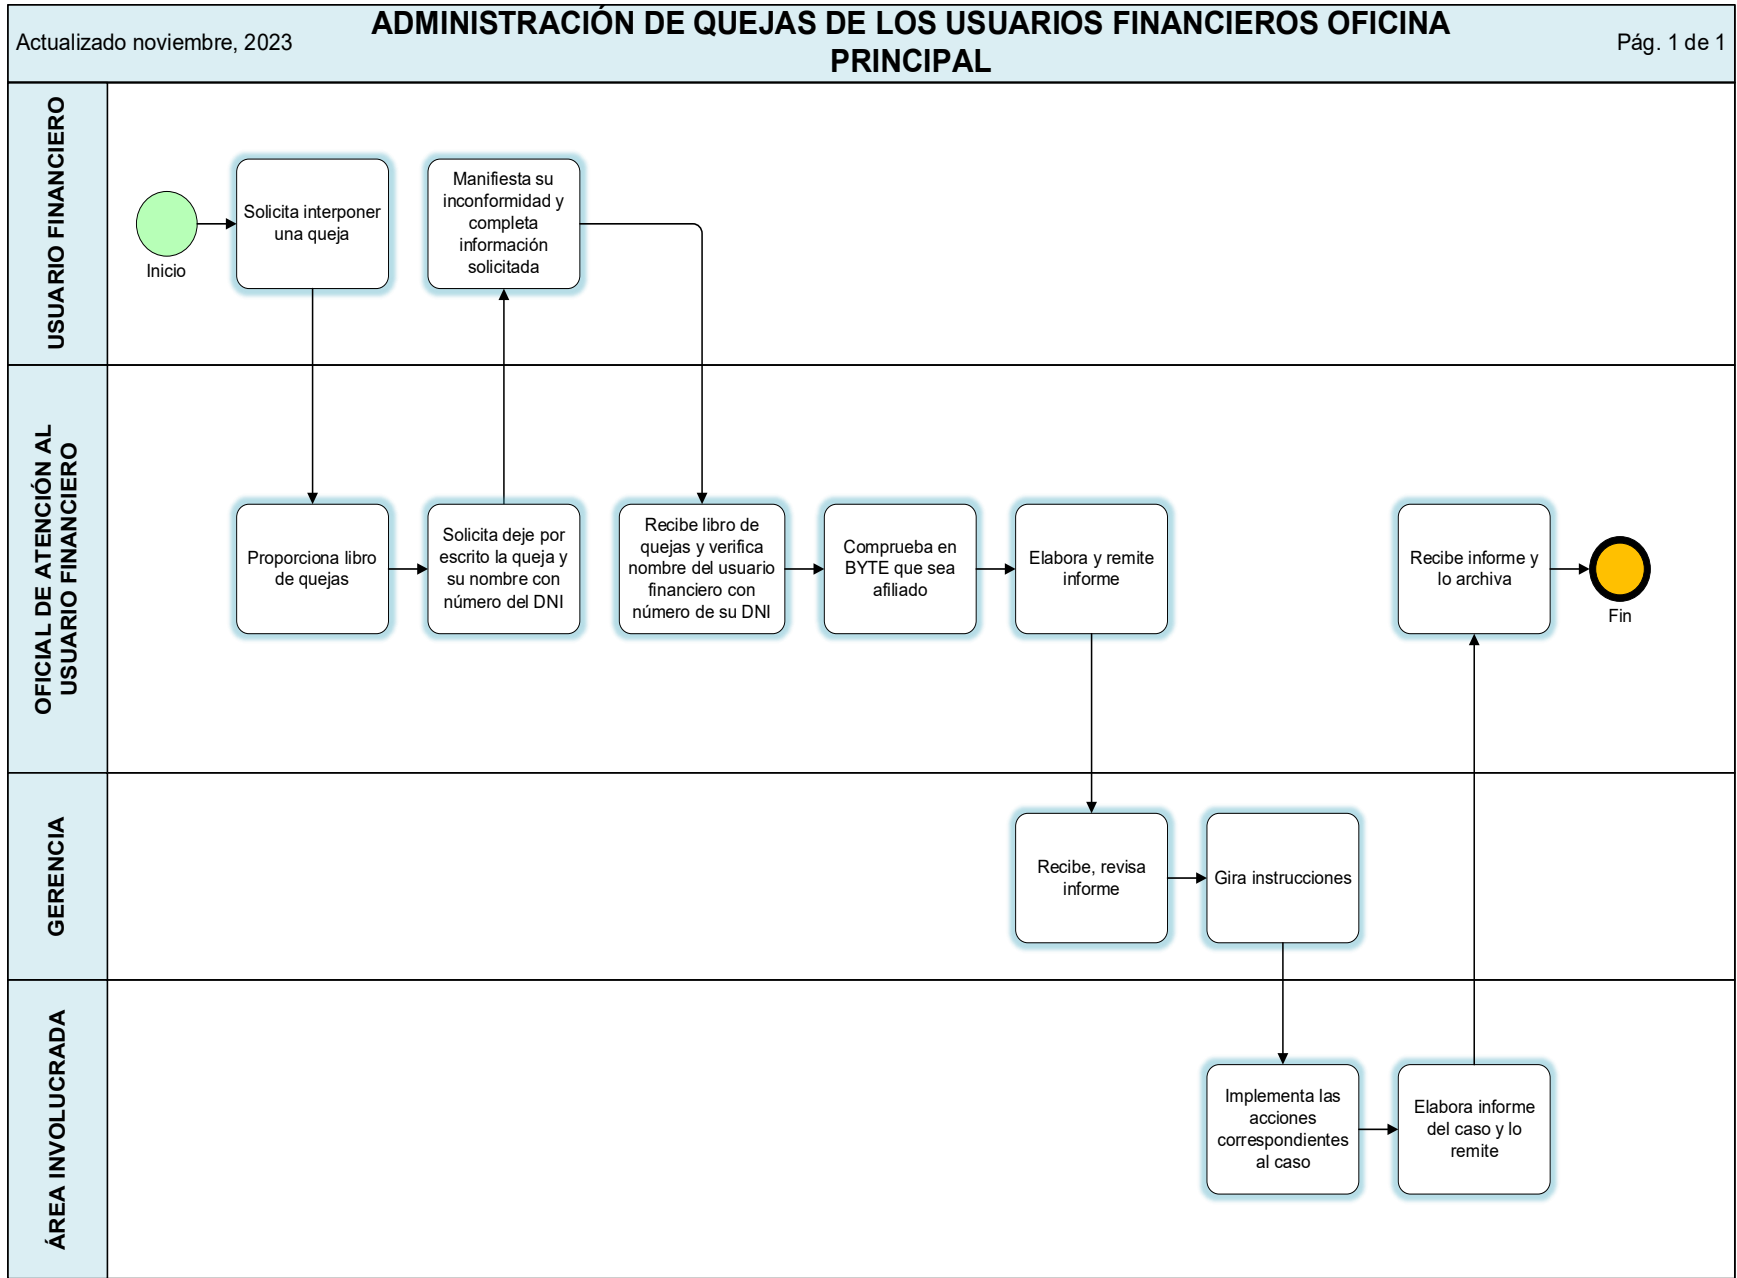 Actualizado noviembre, 2023
ADMINISTRACIÓN DE QUEJAS DE LOS USUARIOS FINANCIEROS OFICINA
PRINCIPAL
Pág. 1 de 1
USUARIO FINANCIERO
Inicio
Solicita interponer
una queja
Manifiesta su
inconformidad y
completa
información
solicitada
OFICIAL DE ATENCIÓN AL
USUARIO FINANCIERO
Proporciona libro
de quejas
Solicita deje por
escrito la queja y
su nombre con
número del DNI
Recibe libro de
quejas y verifica
nombre del usuario
financiero con
número de su DNI
Comprueba en
BYTE que sea
afiliado
Elabora y remite
informe
Recibe informe y
lo archiva
Fin
GERENCIA
Recibe, revisa
informe
Gira instrucciones
ÁREA INVOLUCRADA
Implementa las
acciones
correspondientes
al caso
Elabora informe
del caso y lo
remite